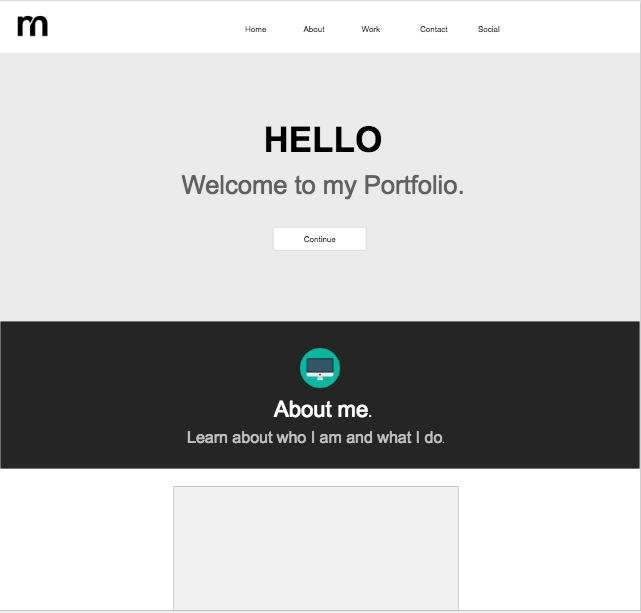 m
Home About Work Contact Social
HELLO
Welcome to my Portfolio.
Continue
About me.
Learn about who I am and what I do.